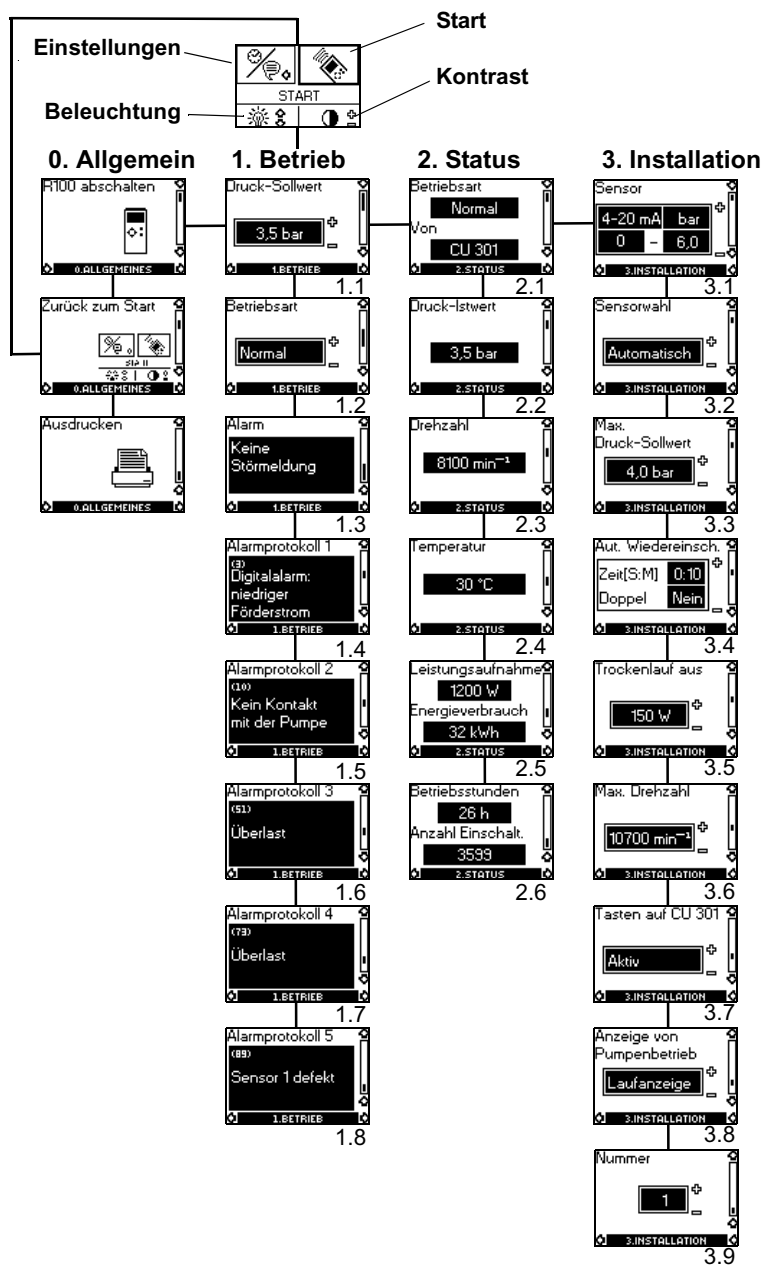 Start
Einstellungen
Kontrast
START
Beleuchtung
0. Allgemein
R100 abschalten
0.ALLGEMEINES
Zurück zum Start
START
0.ALLGEMEINES
Ausdrucken
0.ALLGEMEINES
1. Betrieb
Druck-Sollwert
3,5 bar
1.BETRIEB
1.1
Betriebsart
Normal
1.BETRIEB
1.2
Alarm
Keine
Störmeldung
1.BETRIEB
1.3
Alarmprotokoll 1
(3)
Digitalalarm:
niedriger
Förderstrom
1.BETRIEB
1.4
Alarmprotokoll 2
(10)
Kein Kontakt
mit der Pumpe
1.BETRIEB
1.5
Alarmprotokoll 3
(51)
Überlast
1.BETRIEB
1.6
Alarmprotokoll 4
(73)
Überlast
1.BETRIEB
1.7
Alarmprotokoll 5
(89)
Sensor 1 defekt
1.BETRIEB
1.8
2. Status
Betriebsart
Normal
Von
CU 301
2.STATUS
2.1
Druck-Istwert
3,5 bar
2.STATUS
2.2
Drehzahl
8100 min⁻¹
2.STATUS
2.3
Temperatur
30 °C
2.STATUS
2.4
Leistungsaufnahme
1200 W
Energieverbrauch
32 kWh
2.STATUS
2.5
Betriebsstunden
26 h
Anzahl Einschalt.
3599
2.STATUS
2.6
3. Installation
Sensor
4-20 mA bar
0 - 6,0
3.INSTALLATION
3.1
Sensorwahl
Automatisch
3.INSTALLATION
3.2
Max.
Druck-Sollwert
4,0 bar
3.INSTALLATION
3.3
Aut. Wiedereinsch.
Zeit[S:M] 0:10
Doppel Nein
3.INSTALLATION
3.4
Trockenlauf aus
150 W
3.INSTALLATION
3.5
Max. Drehzahl
10700 min⁻¹
3.INSTALLATION
3.6
Tasten auf CU 301
Aktiv
3.INSTALLATION
3.7
Anzeige von
Pumpenbetrieb
Laufanzeige
3.INSTALLATION
3.8
Nummer
1
3.INSTALLATION
3.9